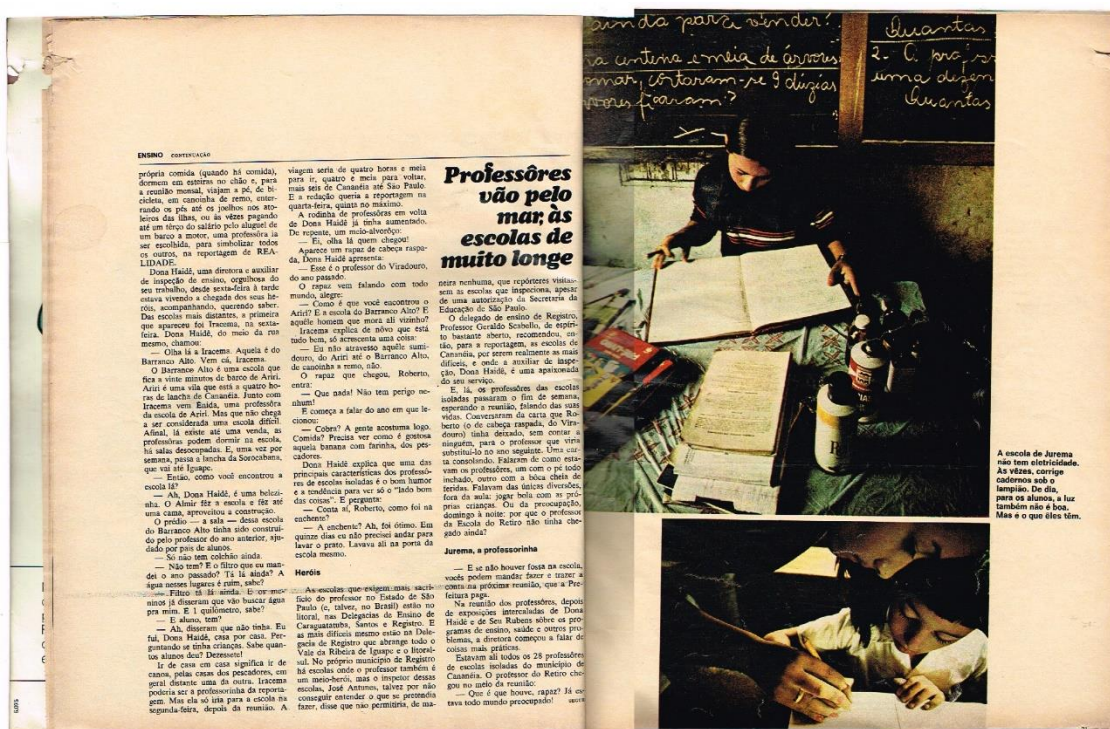 ENSINO CONTINUAÇÃO
própria comida (quando há comida),
dormem em esteiras no chão e, para
a reunião mensal, viajam a pé, de bi-
cicleta, em canoinha de remo, enter-
rando os pés até os joelhos nos ato-
leiros das ilhas, ou às vêzes pagando
até um têrço do salário pelo aluguel de
um barco a motor, uma professôra ia
ser escolhida, para simbolizar todos
os outros, na reportagem de REA-
LIDADE.
Dona Haidê, uma diretora e auxiliar
de inspeção de ensino, orgulhosa do
seu trabalho, desde sexta-feira à tarde
estava vivendo a chegada dos seus he-
róis, acompanhando, querendo saber.
Das escolas mais distantes, a primeira
que apareceu foi Iracema, na sexta-
feira. Dona Haidê, do meio da rua
mesmo, chamou:
— Olha lá a Iracema. Aquela é do
Barranco Alto. Vem cá, Iracema.
O Barranco Alto é uma escola que
fica a vinte minutos de barco de Ariri.
Ariri é uma vila que está a quatro ho-
ras de lancha de Cananéia. Junto com
Iracema vem Enida, uma professôra
da escola de Ariri. Mas que não chega
a ser considerada uma escola difícil.
Afinal, lá existe até uma venda, as
professôras podem dormir na escola,
há salas desocupadas. E, uma vez por
semana, passa a lancha da Sorocabana,
que vai até Iguape.
— Então, como você encontrou a
escola lá?
— Ah, Dona Haidê, é uma belezi-
nha. O Almir fêz a escola e fêz até
uma cama, aproveitou a construção.
O prédio — a sala — dessa escola
do Barranco Alto tinha sido construí-
do pelo professor do ano anterior, aju-
dado por pais de alunos.
— Só não tem colchão ainda.
— Não tem? E o filtro que eu man-
dei o ano passado? Tá lá ainda? A
água nesses lugares é ruim, sabe?
— Filtro tá lá ainda. E os me-
ninos já disseram que vão buscar água
pra mim. E 1 quilômetro, sabe?
— E aluno, tem?
— Ah, disseram que não tinha. Eu
fui, Dona Haidê, casa por casa. Per-
guntando se tinha crianças. Sabe quan-
tos alunos deu? Dezessete!
Ir de casa em casa significa ir de
canoa, pelas casas dos pescadores, em
geral distante uma da outra. Iracema
poderia ser a professorinha da reporta-
gem. Mas ela só iria para a escola na
segunda-feira, depois da reunião. A
viagem seria de quatro horas e meia
para ir, quatro e meia para voltar,
mais seis de Cananéia até São Paulo.
E a redação queria a reportagem na
quarta-feira, quinta no máximo.
A rodinha de professôras em volta
de Dona Haidê já tinha aumentado.
De repente, um meio-alvorôço:
— Ei, olha lá quem chegou!
Aparece um rapaz de cabeça raspa-
da, Dona Haidê apresenta:
— Esse é o professor do Viradouro,
do ano passado.
O rapaz vem falando com todo
mundo, alegre:
— Como é que você encontrou o
Ariri? E a escola do Barranco Alto? E
aquêle homem que mora ali vizinho?
Iracema explica de nôvo que está
tudo bem, só acrescenta uma coisa:
— Eu não atravesso aquêle sumi-
douro, do Ariri até o Barranco Alto,
de canoinha a remo, não.
O rapaz que chegou, Roberto,
entra:
— Que nada! Não tem perigo ne-
nhum!
E começa a falar do ano em que le-
cionou:
— Cobra? A gente acostuma logo.
Comida? Precisa ver como é gostosa
aquela banana com farinha, dos pes-
cadores.
Dona Haidê explica que uma das
principais características dos professô-
res de escolas isoladas é o bom humor
e a tendência para ver só o "lado bom
das coisas". E pergunta:
— Conta aí, Roberto, como foi na
enchente?
— A enchente? Ah, foi ótimo. Em
quinze dias eu não precisei andar para
lavar o prato. Lavava ali na porta da
escola mesmo.
Heróis
As escolas que exigem mais sacri-
fício do professor no Estado de São
Paulo (e, talvez, no Brasil) estão no
litoral, nas Delegacias de Ensino de
Caraguatatuba, Santos e Registro. E
as mais difíceis mesmo estão na Dele-
gacia de Registro que abrange todo o
Vale da Ribeira de Iguape e o litoral-
sul. No próprio município de Registro
há escolas onde o professor também é
um meio-herói, mas o inspetor dessas
escolas, José Antunes, talvez por não
conseguir entender o que se pretendia
fazer, disse que não permitiria, de ma-
Professôres
vão pelo
mar, às
escolas de
muito longe
neira nenhuma, que repórteres visitas-
sem as escolas que inspeciona, apesar
de uma autorização da Secretaria da
Educação de São Paulo.
O delegado de ensino de Registro,
Professor Geraldo Scabello, de espíri-
to bastante aberto, recomendou, en-
tão, para a reportagem, as escolas de
Cananéia, por serem realmente as mais
difíceis, e onde a auxiliar de inspe-
ção, Dona Haidê, é uma apaixonada
do seu serviço.
E, lá, os professôres das escolas
isoladas passaram o fim de semana,
esperando a reunião, falando das suas
vidas. Conversaram da carta que Ro-
berto (o de cabeça raspada, do Vira-
douro) tinha deixado, sem contar a
ninguém, para o professor que viria
substituí-lo no ano seguinte. Uma car-
ta consolando. Falaram de como esta-
vam os professôres, um com o pé todo
inchado, outro com a bôca cheia de
feridas. Falavam das únicas diversões,
fora da aula: jogar bola com as pró-
prias crianças. Ou da preocupação,
domingo à noite: por que o professor
da Escola do Retiro não tinha che-
gado ainda?
Jurema, a professorinha
— E se não houver fossa na escola,
vocês podem mandar fazer e trazer a
conta na próxima reunião, que a Pre-
feitura paga.
Na reunião dos professôres, depois
de exposições intercaladas de Dona
Haidê e de Seu Rubens sôbre os pro-
gramas de ensino, saúde e outros pro-
blemas, a diretora começou a falar de
coisas mais práticas.
Estavam ali todos os 28 professôres
de escolas isoladas do município de
Cananéia. O professor do Retiro che-
gou no meio da reunião:
— Que é que houve, rapaz? Já es-
tava todo mundo preocupado!
ainda para vender?
centena e meia de árvores.
cortaram-se 9 dúzias
ficaram?
Quantas
2 - O
uma dezen
Quantas
A escola de Jurema
não tem eletricidade.
Às vêzes, corrige
cadernos sob o
lampião. De dia,
para os alunos, a luz
também não é boa.
Mas é o que êles têm.